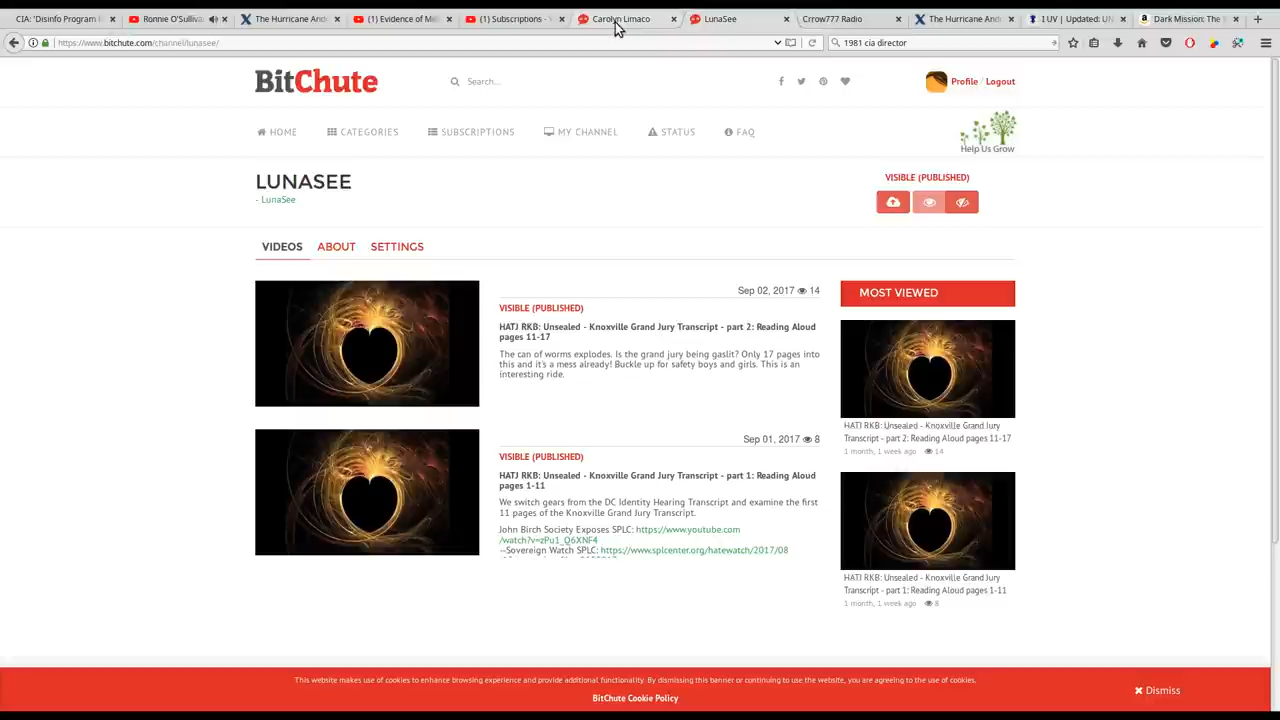 CIA: 'Disinfo Program
Ronnie O'Sulliva
The Hurricane And
(1) Evidence of Mi
(1) Subscriptions - Y
Carolyn Limaco
LunaSee
Crrow777 Radio
The Hurricane And
I UV | Updated: UN
Dark Mission: The S
https://www.bitchute.com/channel/lunasee/
1981 cia director
BitChute
Search...
Profile / Logout
HOME
CATEGORIES
SUBSCRIPTIONS
MY CHANNEL
STATUS
FAQ
Help Us Grow
LUNASEE
- LunaSee
VISIBLE (PUBLISHED)
VIDEOS
ABOUT
SETTINGS
Sep 02, 2017 14
VISIBLE (PUBLISHED)
HATJ RKB: Unsealed - Knoxville Grand Jury Transcript - part 2: Reading Aloud
pages 11-17
The can of worms explodes. Is the grand jury being gaslit? Only 17 pages into
this and it's a mess already! Buckle up for safety boys and girls. This is an
interesting ride.
Sep 01, 2017 8
VISIBLE (PUBLISHED)
HATJ RKB: Unsealed - Knoxville Grand Jury Transcript - part 1: Reading Aloud
pages 1-11
We switch gears from the DC Identity Hearing Transcript and examine the first
11 pages of the Knoxville Grand Jury Transcript.
John Birch Society Exposes SPLC: https://www.youtube.com
/watch?v=zPu1_Q6XNF4
--Sovereign Watch SPLC: https://www.splcenter.org/hatewatch/2017/08
MOST VIEWED
HATJ RKB: Unsealed - Knoxville Grand Jury
Transcript - part 2: Reading Aloud pages 11-17
1 month, 1 week ago 14
HATJ RKB: Unsealed - Knoxville Grand Jury
Transcript - part 1: Reading Aloud pages 1-11
1 month, 1 week ago 8
This website makes use of cookies to enhance browsing experience and provide additional functionality. By dismissing this banner or continuing to use the website, you are agreeing to the use of cookies.
BitChute Cookie Policy
Dismiss